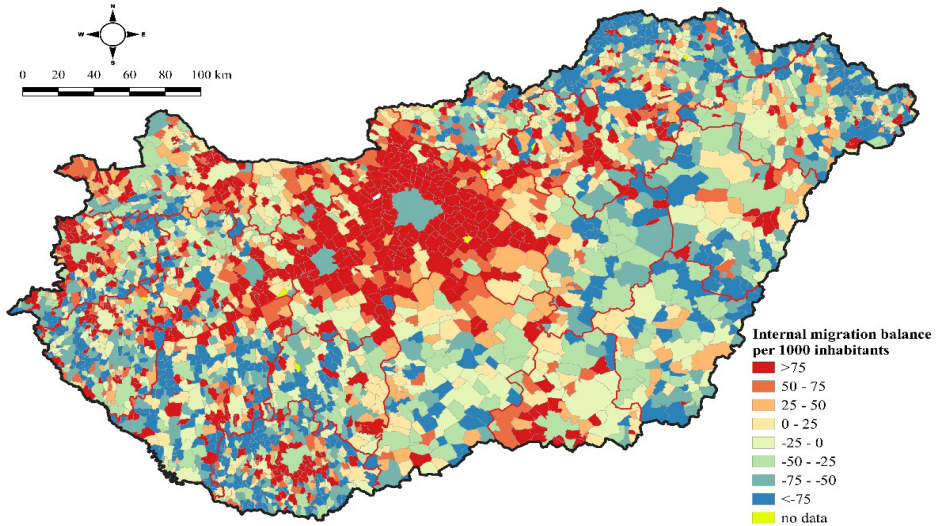 N
W E
S
0 20 40 60 80 100 km
Internal migration balance
per 1000 inhabitants
>75
50 - 75
25 - 50
0 - 25
-25 - 0
-50 - -25
-75 - -50
<-75
no data